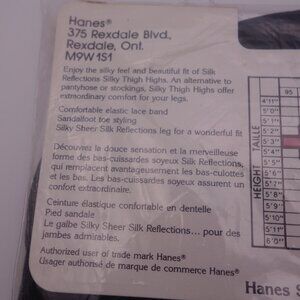 Hanes®
375 Rexdale Blvd.,
Rexdale, Ont.
M9W 1S1
Enjoy the silky feel and beautiful fit of Silk
Reflections Silky Thigh Highs. An alternative to
pantyhose or stockings, Silky Thigh Highs offer
extraordinary comfort for your legs.
Comfortable elastic lace band
Sandalfoot toe styling
Silky Sheer Silk Reflections leg for a wonderful fit
Découvrez la douce sensation et la merveilleuse
forme des bas-cuissardes soyeux Silk Reflections,
qui remplacent avantageusement les bas-culottes
et les bas. Les bas-cuissardes soyeux assurent un
confort extraordinaire.
Ceinture élastique confortable en dentelle
Pied sandale
Le galbe Silky Sheer Silk Reflections... pour des
jambes admirables.
Authorized user of trade mark Hanes®
Usager authorisé de marque de commerce Hanes®
HEIGHT TAILLE
95
4'11"
5'0"
5'1"
5'2"
5'3"
5'4"
5'5"
5'6"
5'7"
5'8"
5'9"
5'10"
5'11"
6'0"
Hanes S